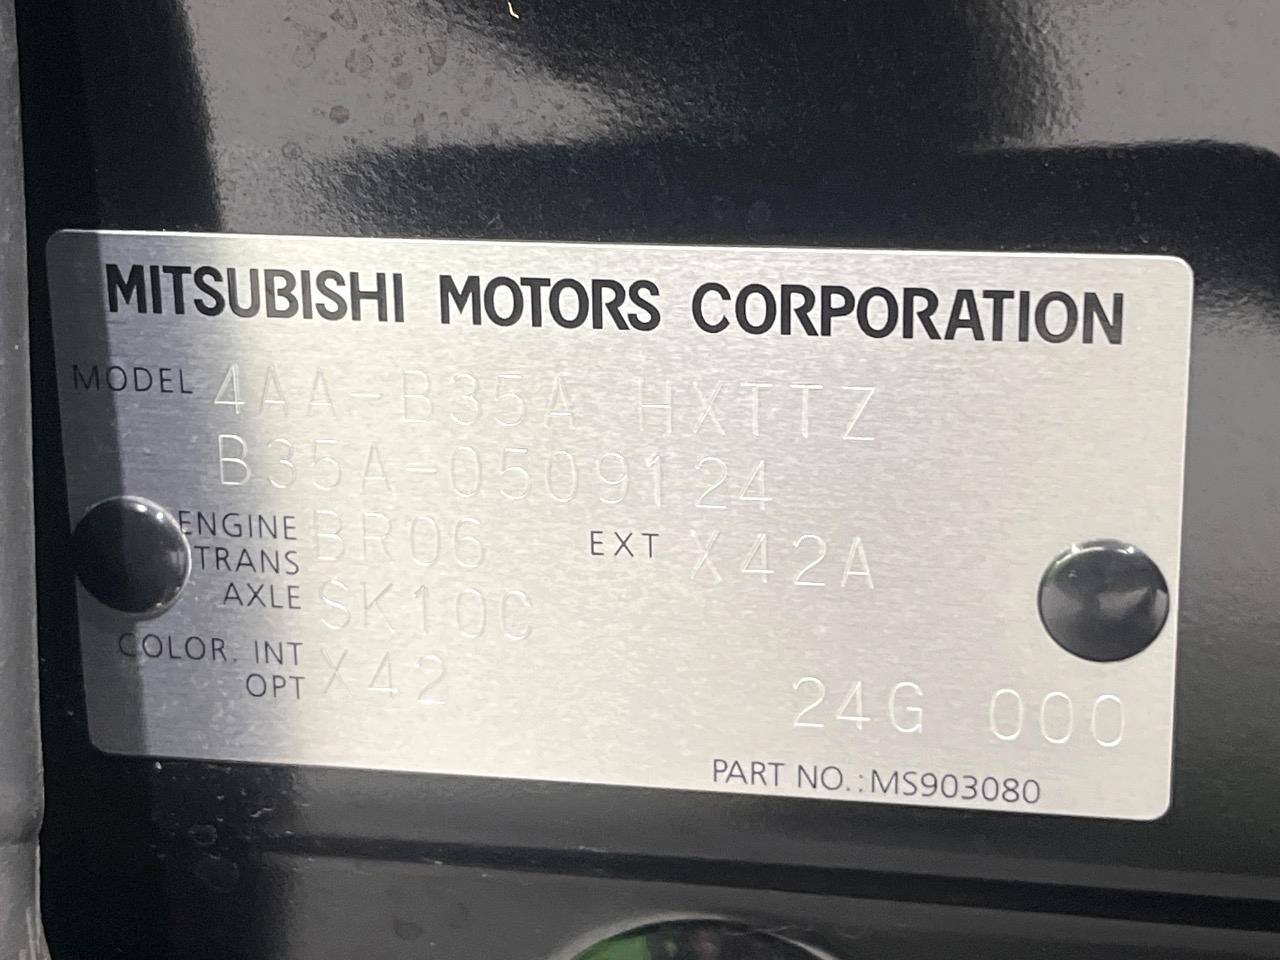 MITSUBISHI MOTORS CORPORATION
MODEL 4AA-B35A HXTTZ
B35A-0509124
ENGINE BR06 EXT X42A
TRANS
AXLE SK10C
COLOR, INT X42
OPT
24G 000
PART NO.:MS903080